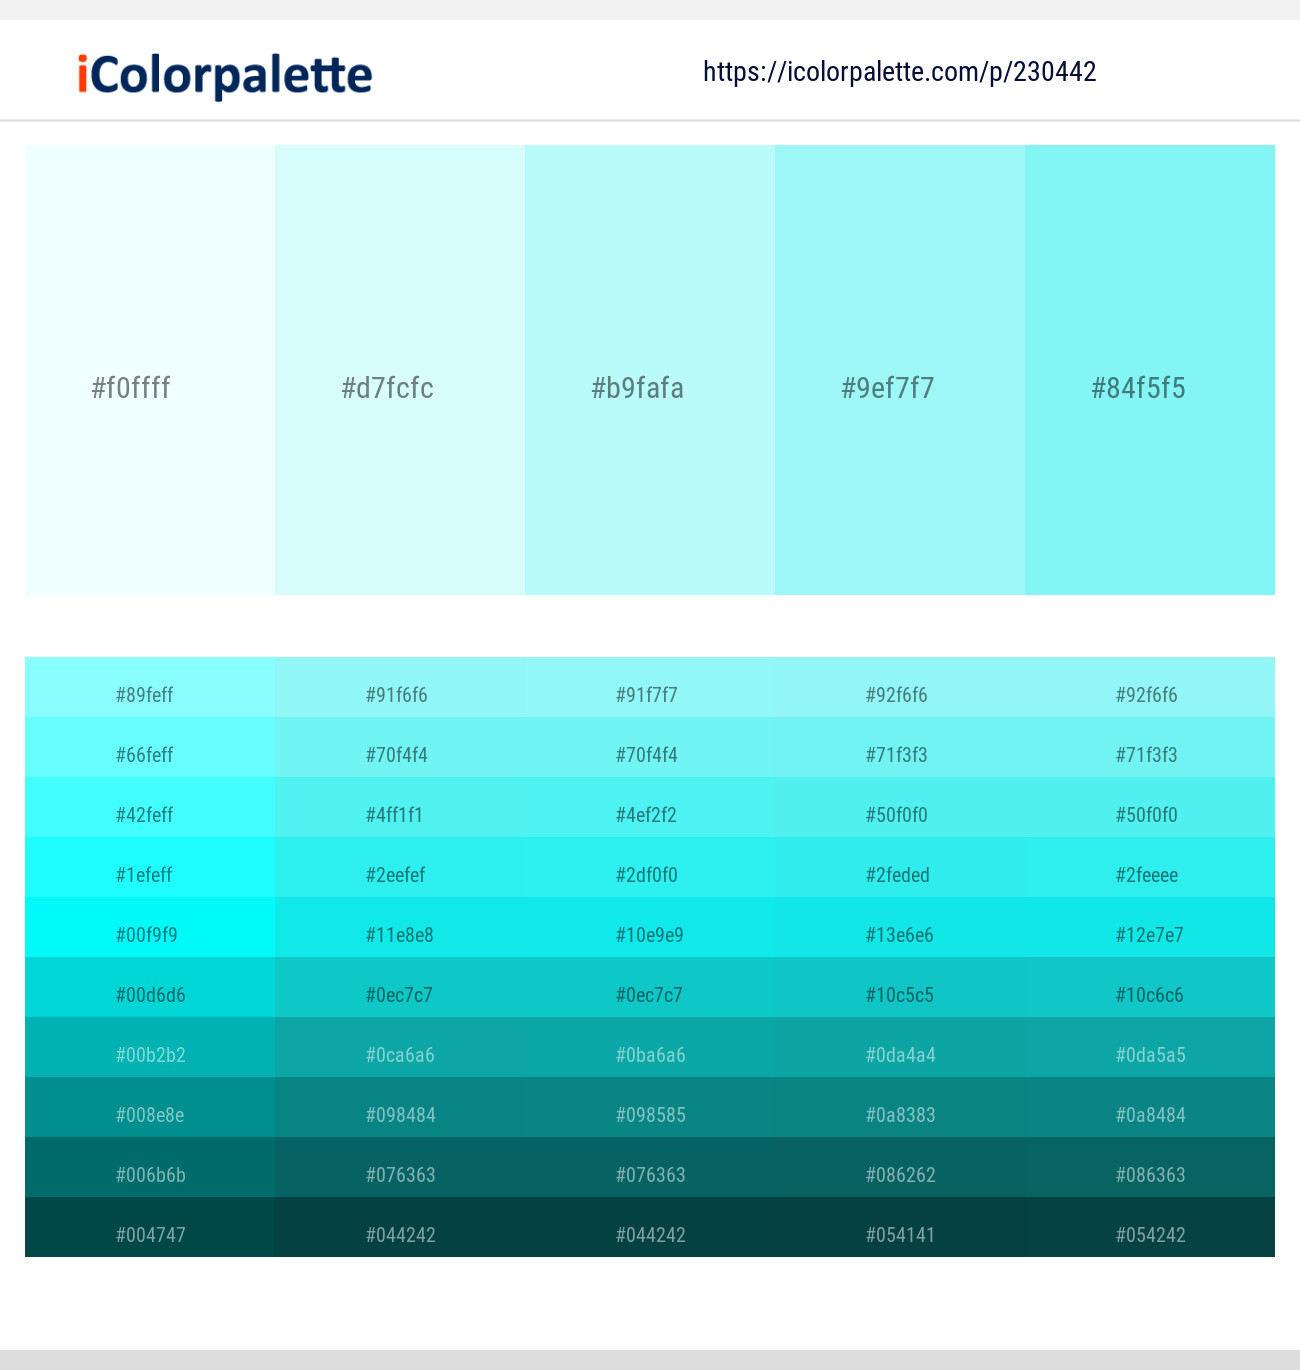 iColorpalette
https://icolorpalette.com/p/230442
#f0ffff #d7fcfc #b9fafa #9ef7f7 #84f5f5
#89feff #91f6f6 #91f7f7 #92f6f6 #92f6f6
#66feff #70f4f4 #70f4f4 #71f3f3 #71f3f3
#42feff #4ff1f1 #4ef2f2 #50f0f0 #50f0f0
#1efeff #2eefef #2df0f0 #2feded #2feeee
#00f9f9 #11e8e8 #10e9e9 #13e6e6 #12e7e7
#00d6d6 #0ec7c7 #0ec7c7 #10c5c5 #10c6c6
#00b2b2 #0ca6a6 #0ba6a6 #0da4a4 #0da5a5
#008e8e #098484 #098585 #0a8383 #0a8484
#006b6b #076363 #076363 #086262 #086363
#004747 #044242 #044242 #054141 #054242